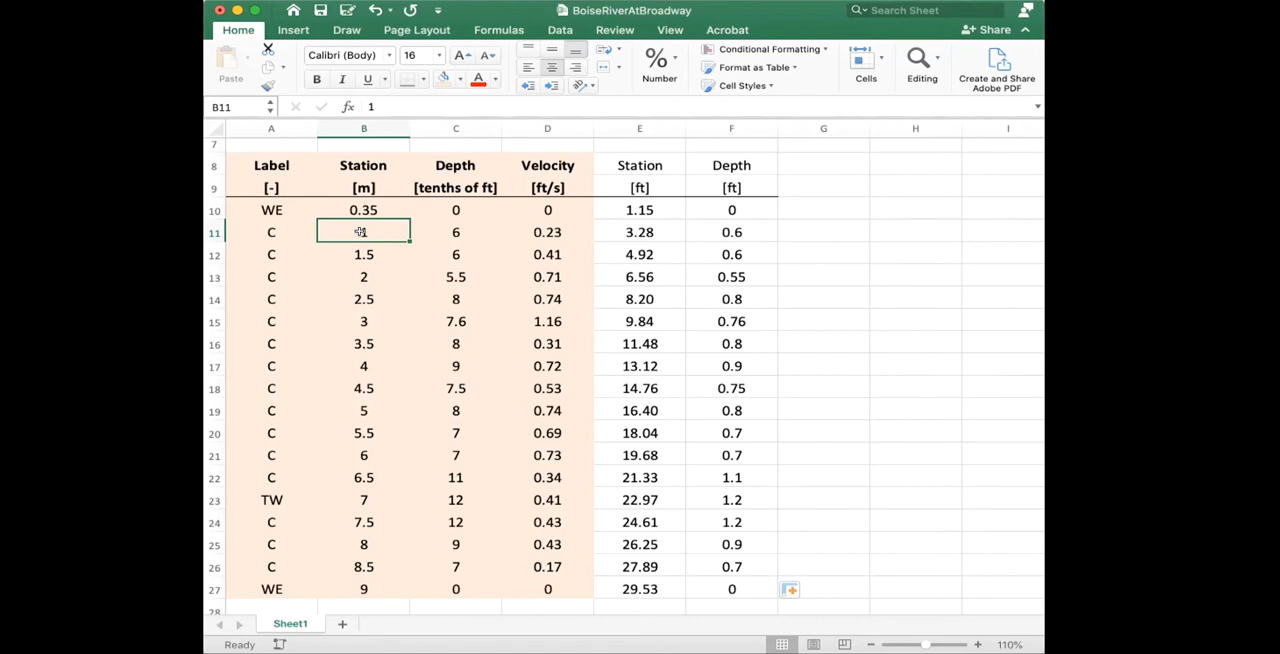 BoiseRiverAtBroadway
Search Sheet
Home Insert Draw Page Layout Formulas Data Review View Acrobat Share
Paste Calibri (Body) 16 A A B I U A % Number Conditional Formatting Format as Table Cell Styles Cells Editing Create and Share Adobe PDF
B11 fx 1
A B C D E F G H I
7
8 Label Station Depth Velocity Station Depth
9 [-] [m] [tenths of ft] [ft/s] [ft] [ft]
10 WE 0.35 0 0 1.15 0
11 C 1 6 0.23 3.28 0.6
12 C 1.5 6 0.41 4.92 0.6
13 C 2 5.5 0.71 6.56 0.55
14 C 2.5 8 0.74 8.20 0.8
15 C 3 7.6 1.16 9.84 0.76
16 C 3.5 8 0.31 11.48 0.8
17 C 4 9 0.72 13.12 0.9
18 C 4.5 7.5 0.53 14.76 0.75
19 C 5 8 0.74 16.40 0.8
20 C 5.5 7 0.69 18.04 0.7
21 C 6 7 0.73 19.68 0.7
22 C 6.5 11 0.34 21.33 1.1
23 TW 7 12 0.41 22.97 1.2
24 C 7.5 12 0.43 24.61 1.2
25 C 8 9 0.43 26.25 0.9
26 C 8.5 7 0.17 27.89 0.7
27 WE 9 0 0 29.53 0
28
Sheet1
Ready 110%